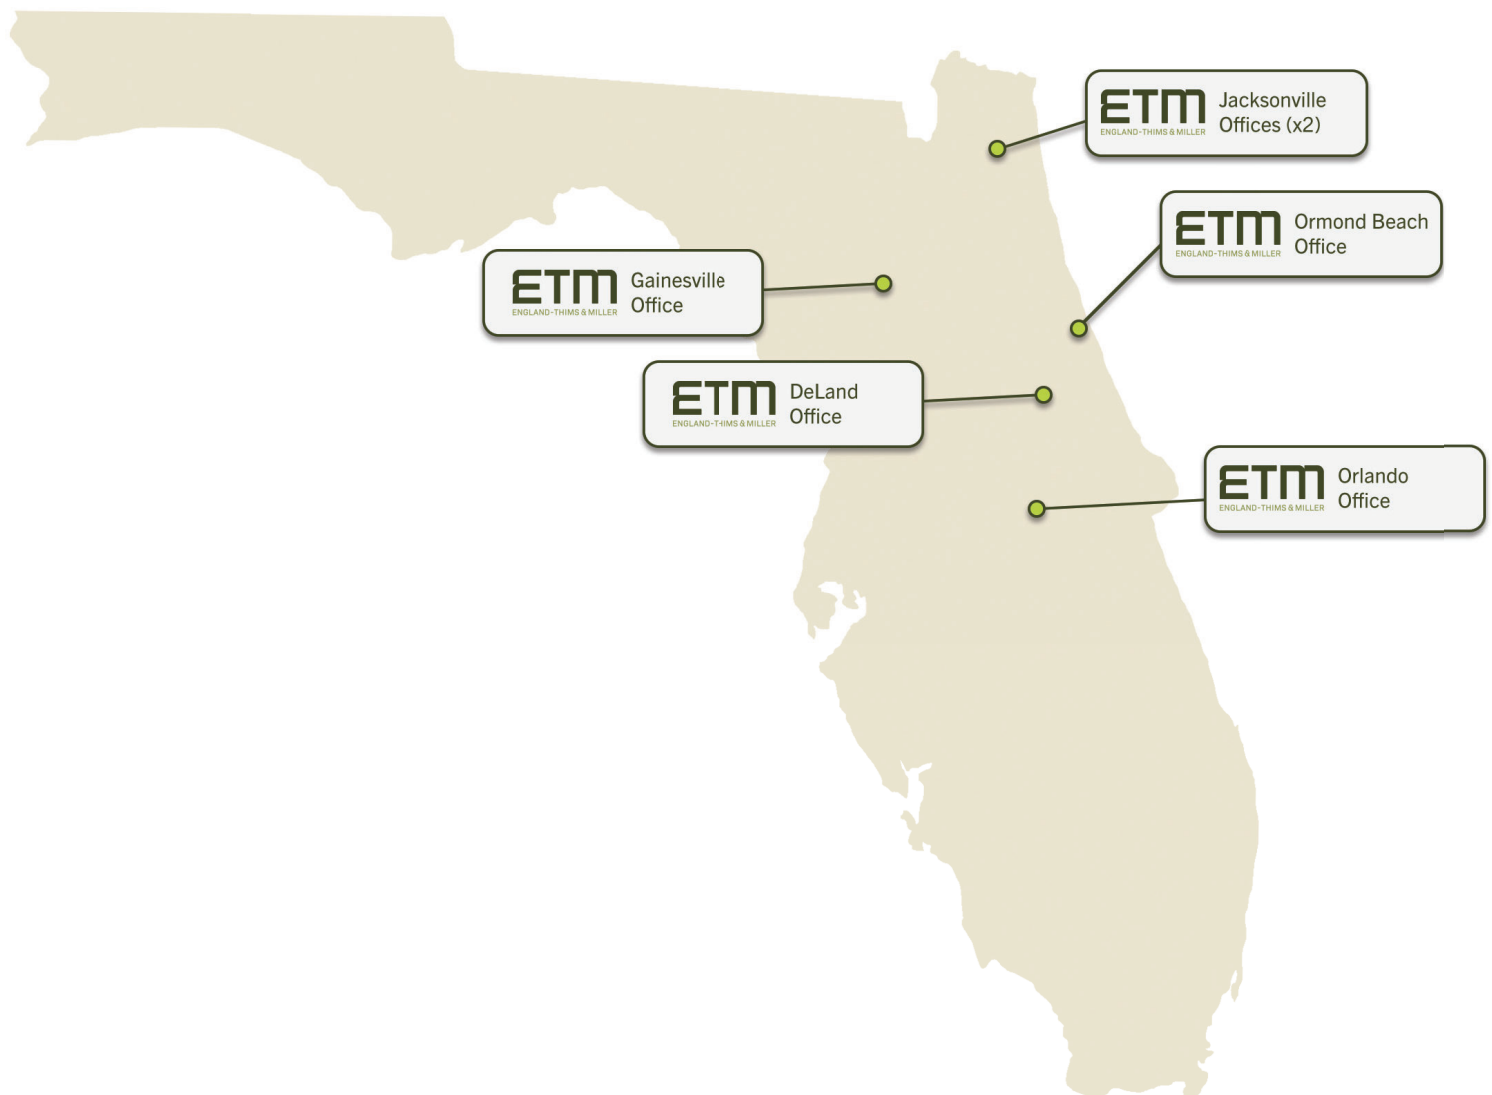 ETM
ENGLAND-THIMS & MILLER
Jacksonville
Offices (x2)
ETM
ENGLAND-THIMS & MILLER
Ormond Beach
Office
ETM
ENGLAND-THIMS & MILLER
Gainesville
Office
ETM
ENGLAND-THIMS & MILLER
DeLand
Office
ETM
ENGLAND-THIMS & MILLER
Orlando
Office